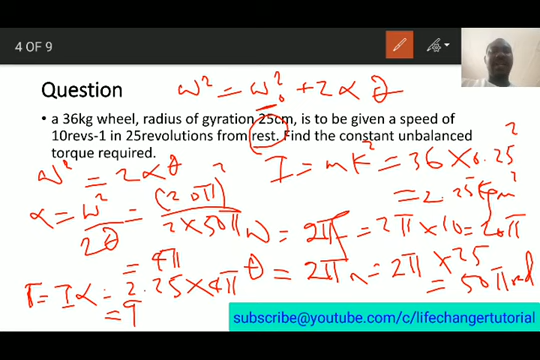 4 OF 9
Question
ω² = ω₀² + 2αθ
• a 36kg wheel, radius of gyration 25cm, is to be given a speed of
10revs-1 in 25revolutions from rest. Find the constant unbalanced
torque required.
I = mK² = 36 × 0.25²
= 2.25kgm²
ω² = 2αθ
α = ω²/2θ = (20π)²/2×50π
= 4π
ω = 2πf = 2π × 10 = 20π
θ = 2πn = 2π × 25
= 50π rad
T = Iα = 2.25 × 4π
= 9
subscribe@youtube.com/c/lifechangertutorial